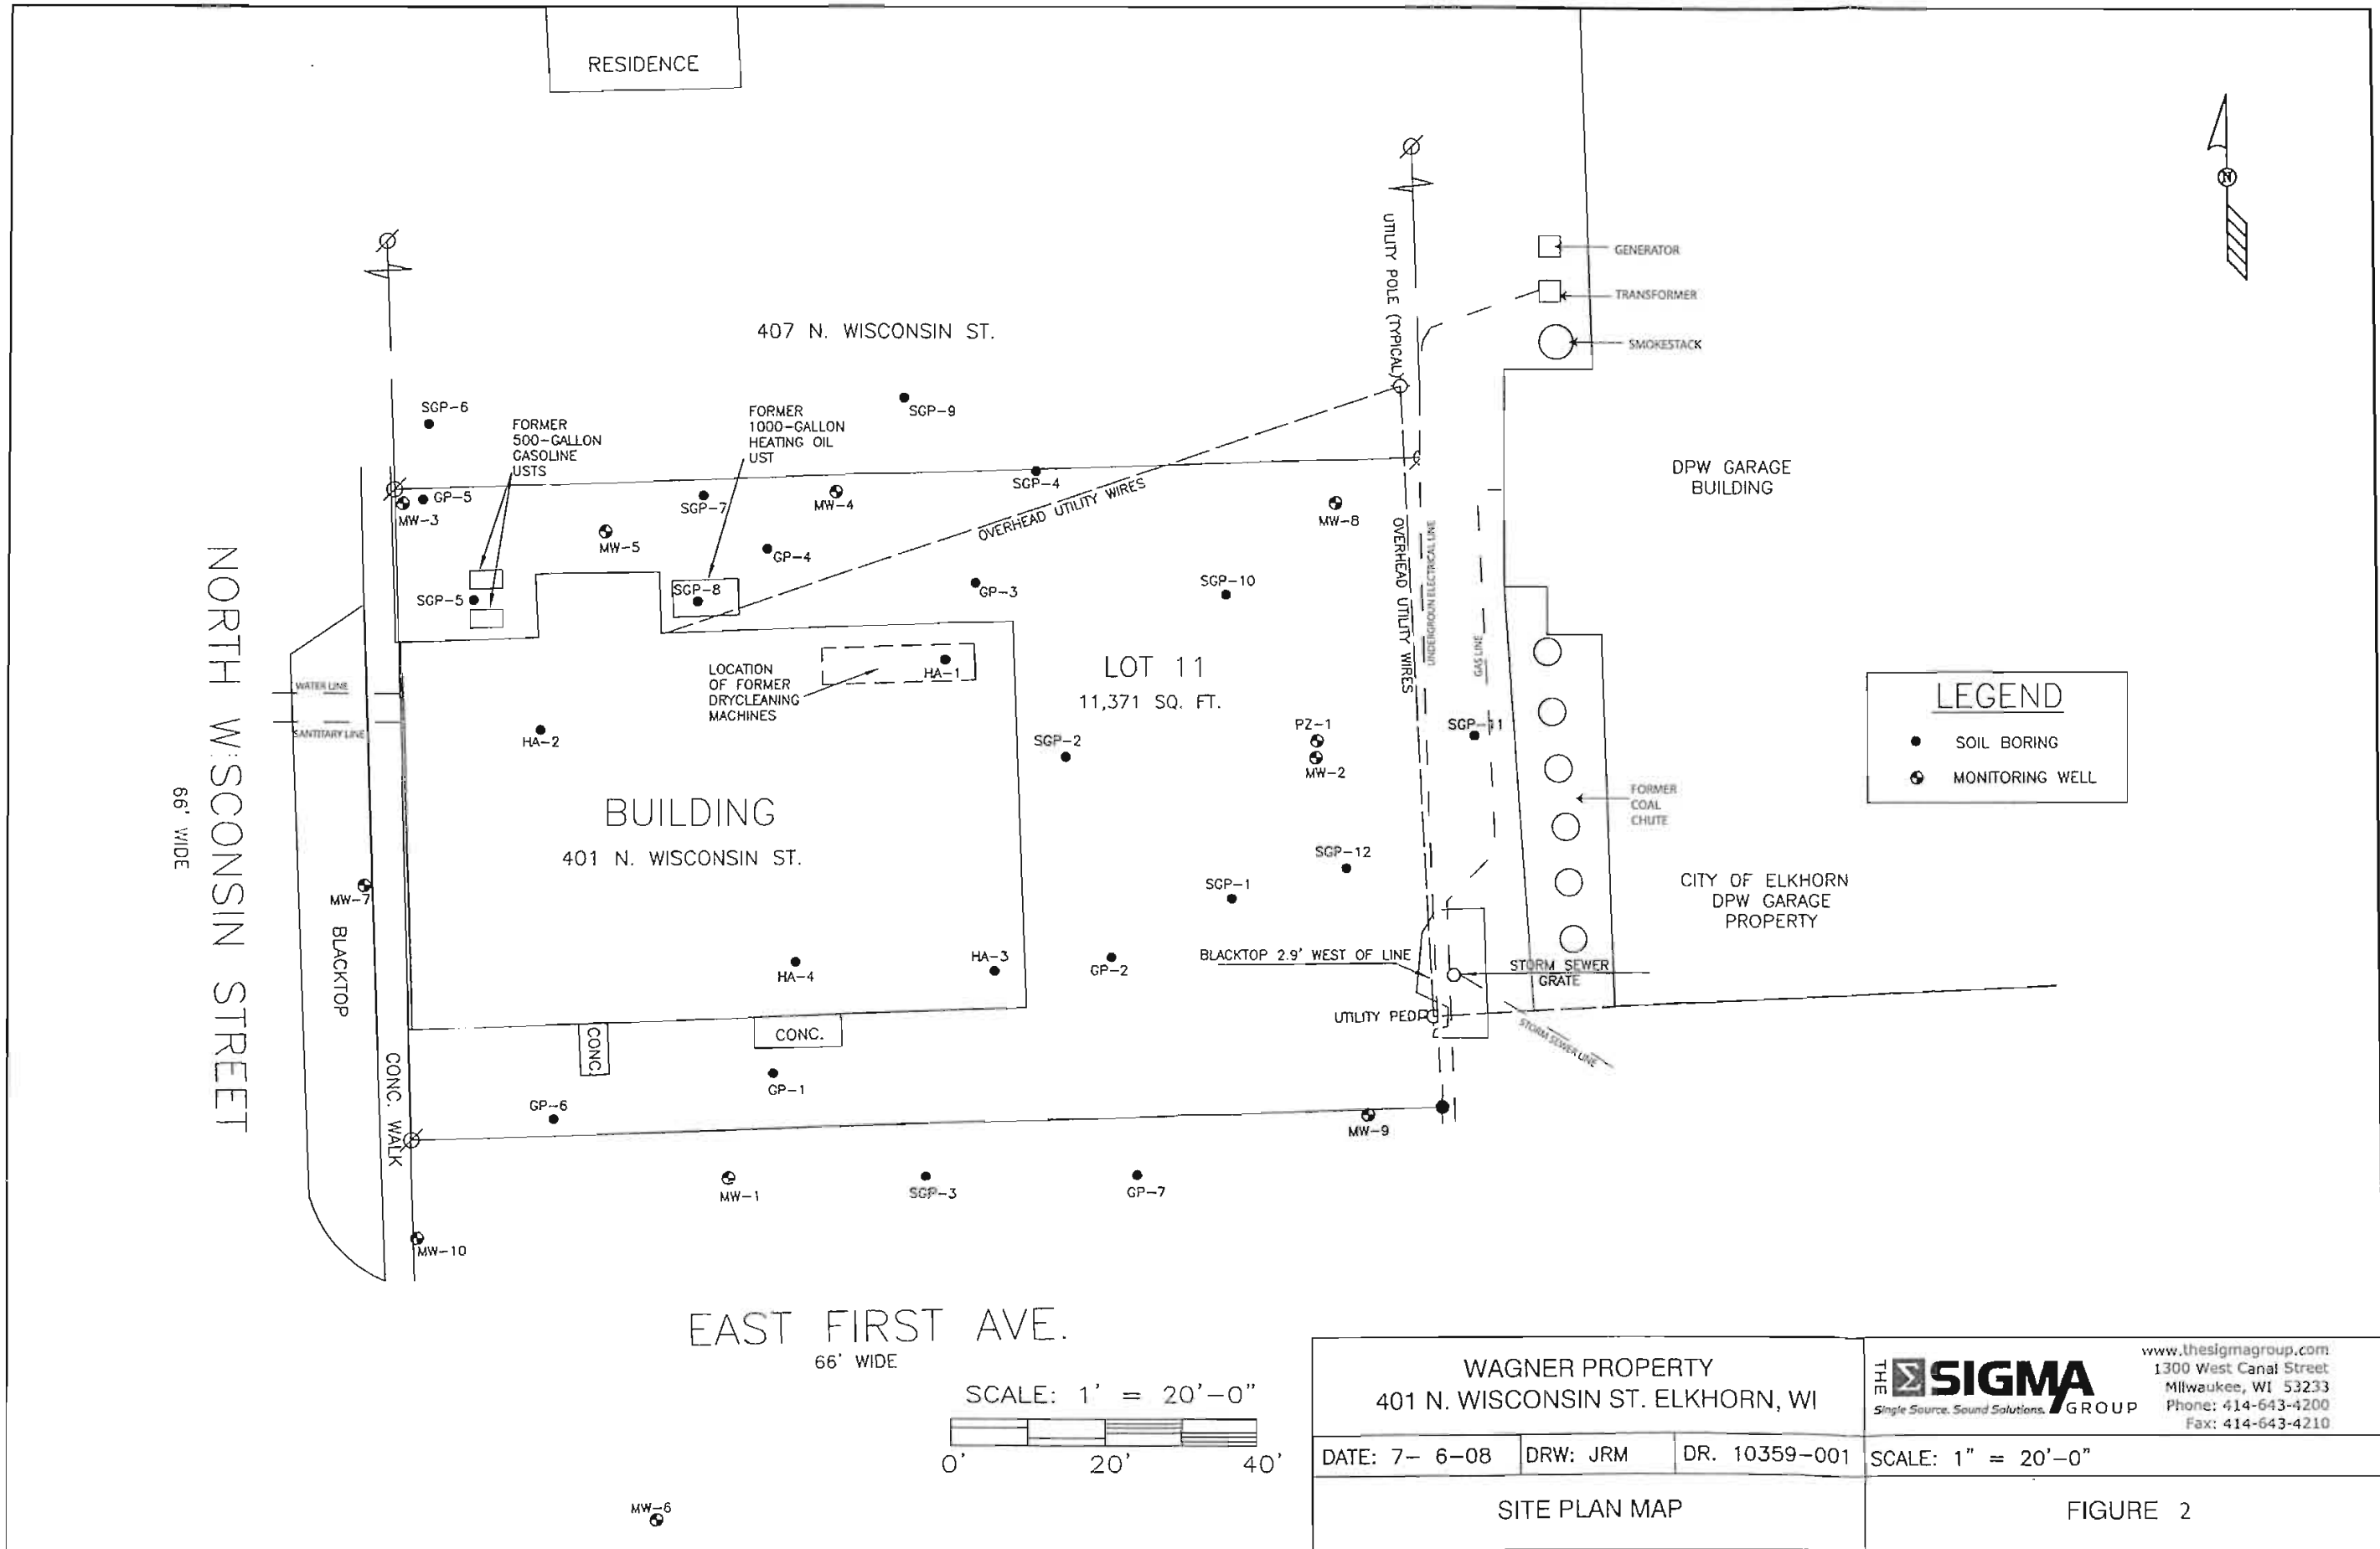 RESIDENCE
407 N. WISCONSIN ST.
UTILITY POLE (TYPICAL)
GENERATOR
TRANSFORMER
SMOKESTACK
N
SGP-6
FORMER
500-GALLON
GASOLINE
USTS
FORMER
1000-GALLON
HEATING OIL
UST
SGP-9
GP-5
MW-3
SGP-7
MW-4
SGP-4
MW-8
OVERHEAD UTILITY WIRES
MW-5
GP-4
SGP-5
SGP-8
GP-3
SGP-10
OVERHEAD UTILITY WIRES
UNDERGROUN ELECTRICAL LINE
GAS LINE
DPW GARAGE
BUILDING
NORTH W:SCONSIN STREET
66' WIDE
WATER LINE
SANTITARY LINE
LOCATION
OF FORMER
DRYCLEANING
MACHINES
HA-1
HA-2
LOT 11
11,371 SQ. FT.
SGP-2
PZ-1
MW-2
SGP-11
LEGEND
SOIL BORING
MONITORING WELL
BUILDING
401 N. WISCONSIN ST.
FORMER
COAL
CHUTE
MW-7
BLACKTOP
SGP-12
SGP-1
CITY OF ELKHORN
DPW GARAGE
PROPERTY
HA-4
HA-3
GP-2
BLACKTOP 2.9' WEST OF LINE
STORM SEWER
GRATE
UTILITY PED
STORM SEWER LINE
CONC.
CONC.
CONC. WALK
GP-1
GP-6
MW-9
MW-1
SGP-3
GP-7
MW-10
EAST FIRST AVE.
66' WIDE
SCALE: 1' = 20'-0"
0' 20' 40'
MW-6
WAGNER PROPERTY
401 N. WISCONSIN ST. ELKHORN, WI
DATE: 7- 6-08
DRW: JRM
DR. 10359-001
SITE PLAN MAP
THE Σ SIGMA GROUP
Single Source. Sound Solutions.
www.thesigmagroup.com
1300 West Canal Street
Milwaukee, WI 53233
Phone: 414-643-4200
Fax: 414-643-4210
SCALE: 1" = 20'-0"
FIGURE 2